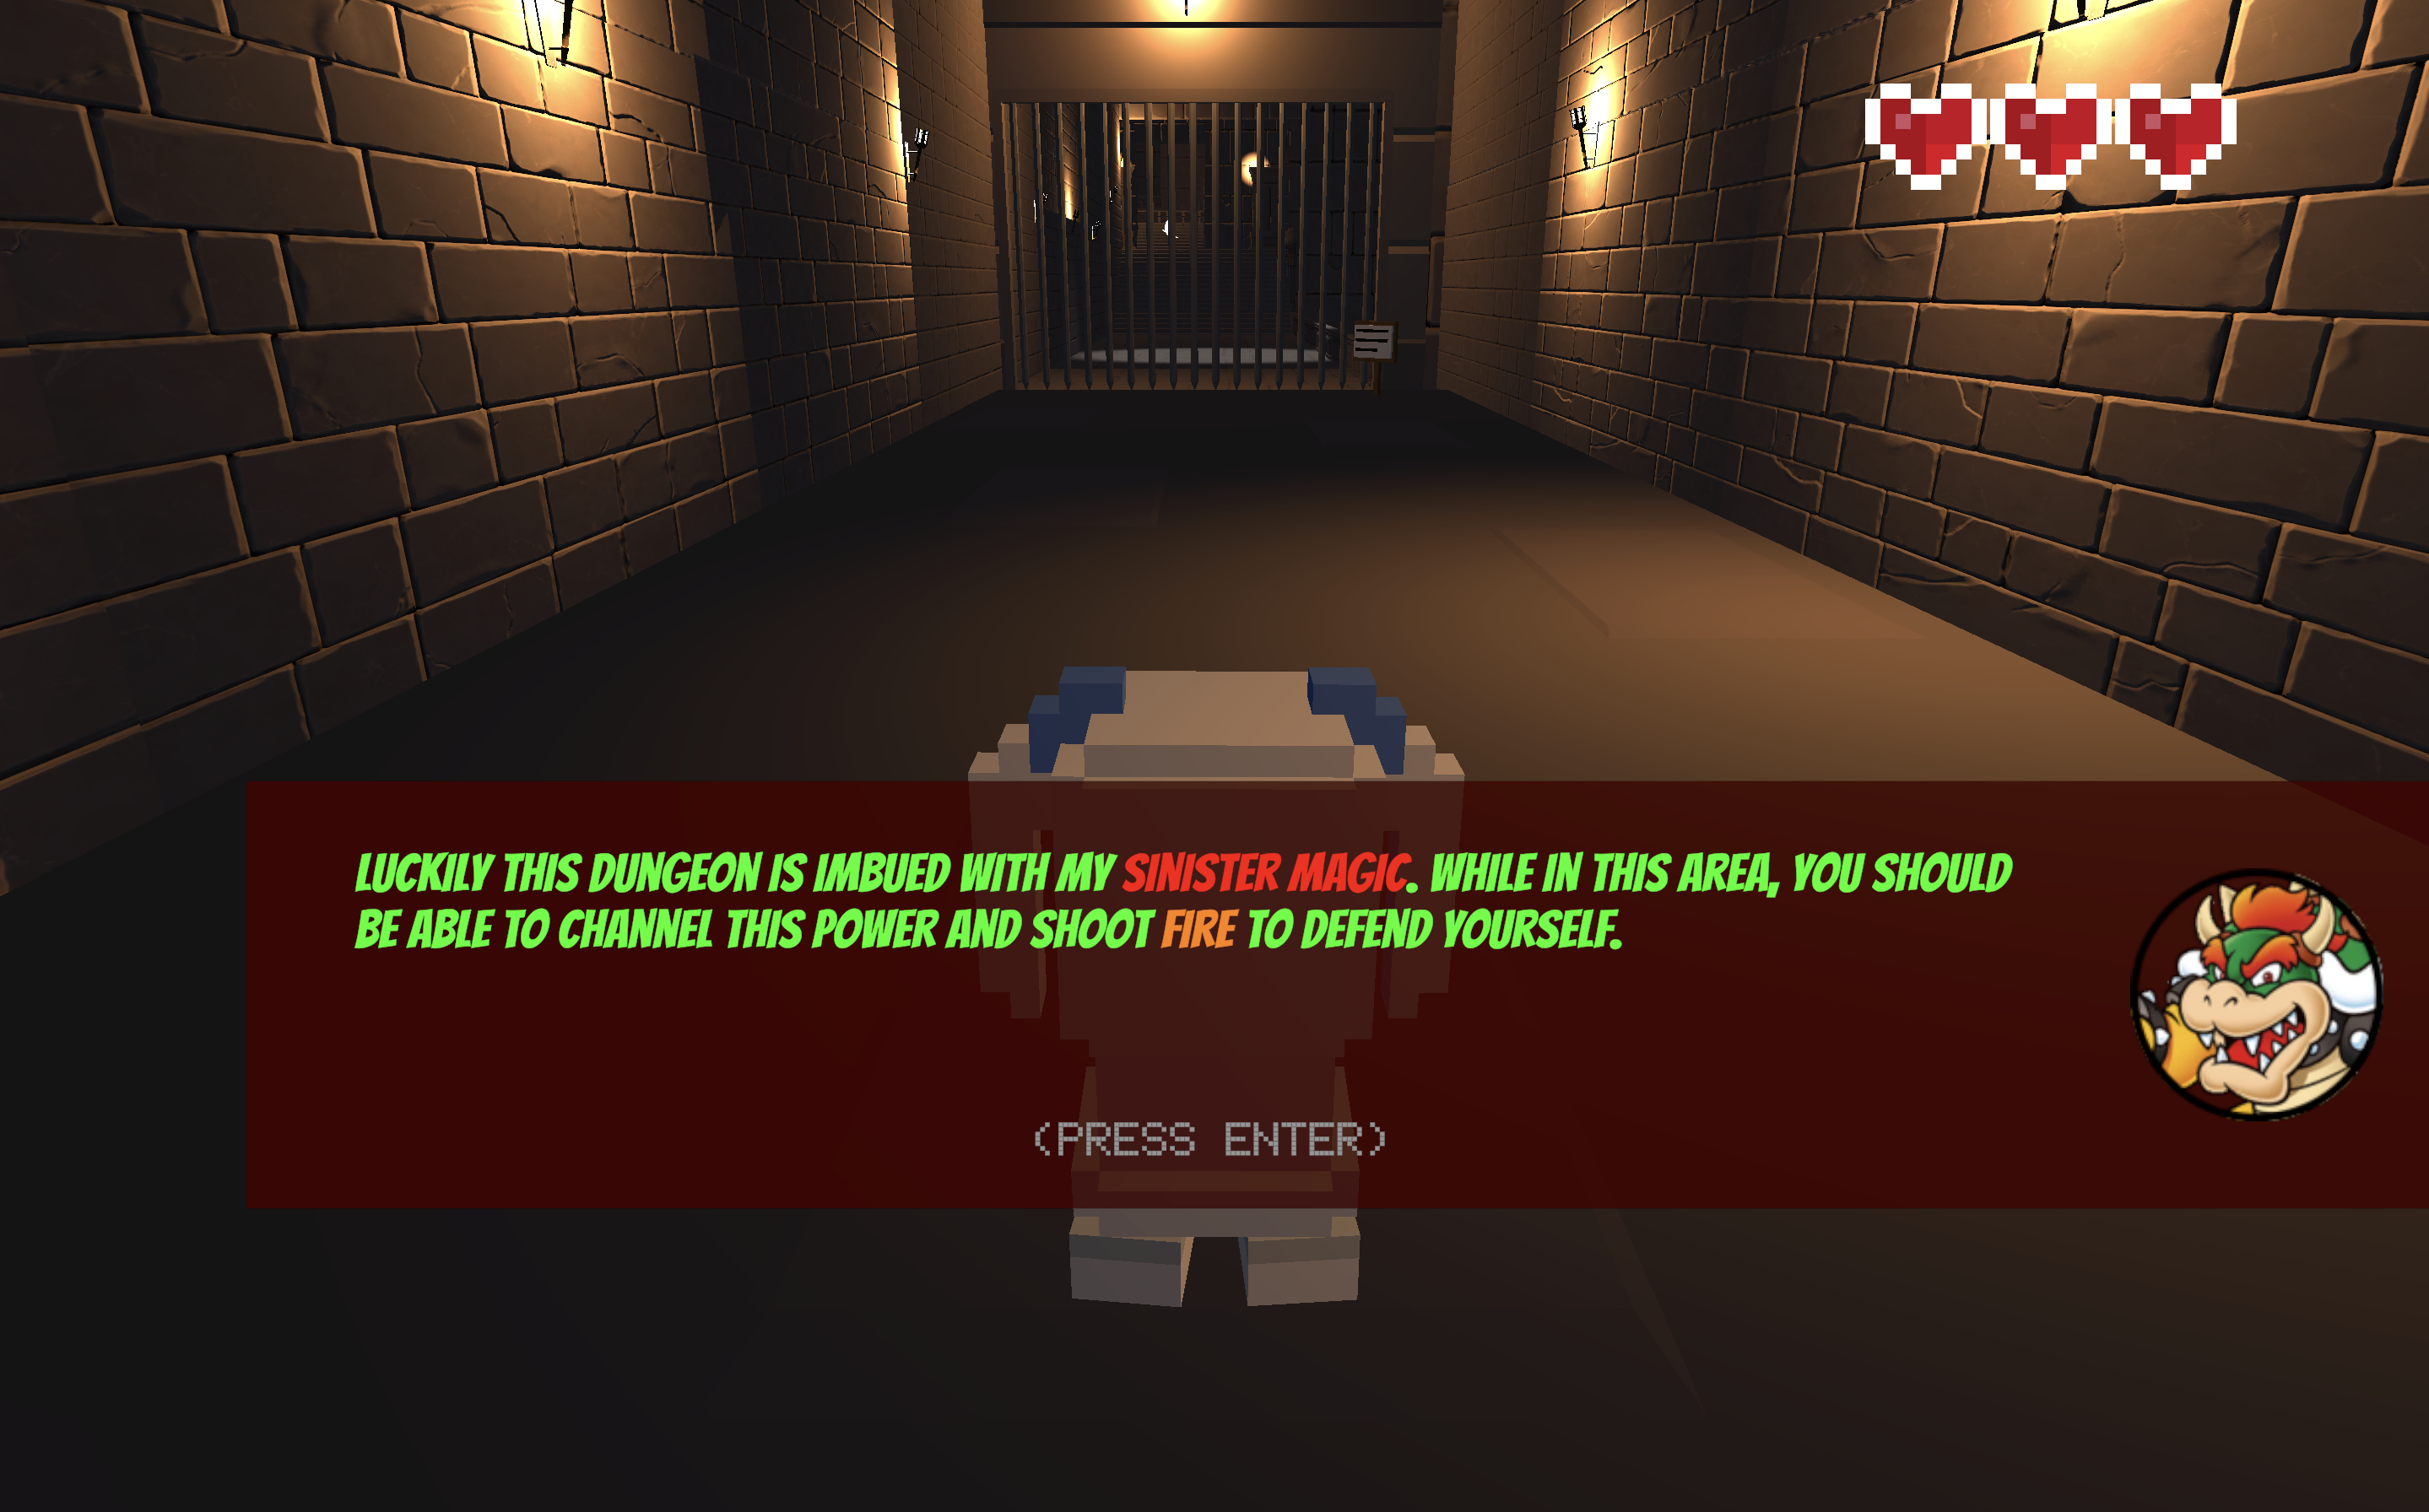 LUCKILY THIS DUNGEON IS IMBUED WITH MY SINISTER MAGIC. WHILE IN THIS AREA, YOU SHOULD
BE ABLE TO CHANNEL THIS POWER AND SHOOT FIRE TO DEFEND YOURSELF.
(PRESS ENTER)